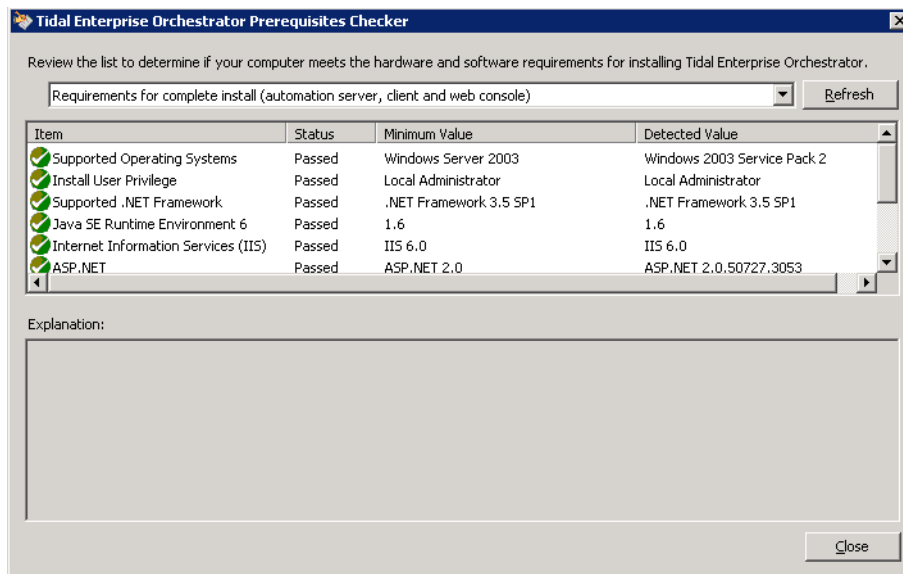 Tidal Enterprise Orchestrator Prerequisites Checker
Review the list to determine if your computer meets the hardware and software requirements for installing Tidal Enterprise Orchestrator.
Requirements for complete install (automation server, client and web console) Refresh
Item Status Minimum Value Detected Value
Supported Operating Systems Passed Windows Server 2003 Windows 2003 Service Pack 2
Install User Privilege Passed Local Administrator Local Administrator
Supported .NET Framework Passed .NET Framework 3.5 SP1 .NET Framework 3.5 SP1
Java SE Runtime Environment 6 Passed 1.6 1.6
Internet Information Services (IIS) Passed IIS 6.0 IIS 6.0
ASP.NET Passed ASP.NET 2.0 ASP.NET 2.0.50727.3053
Explanation:
Close